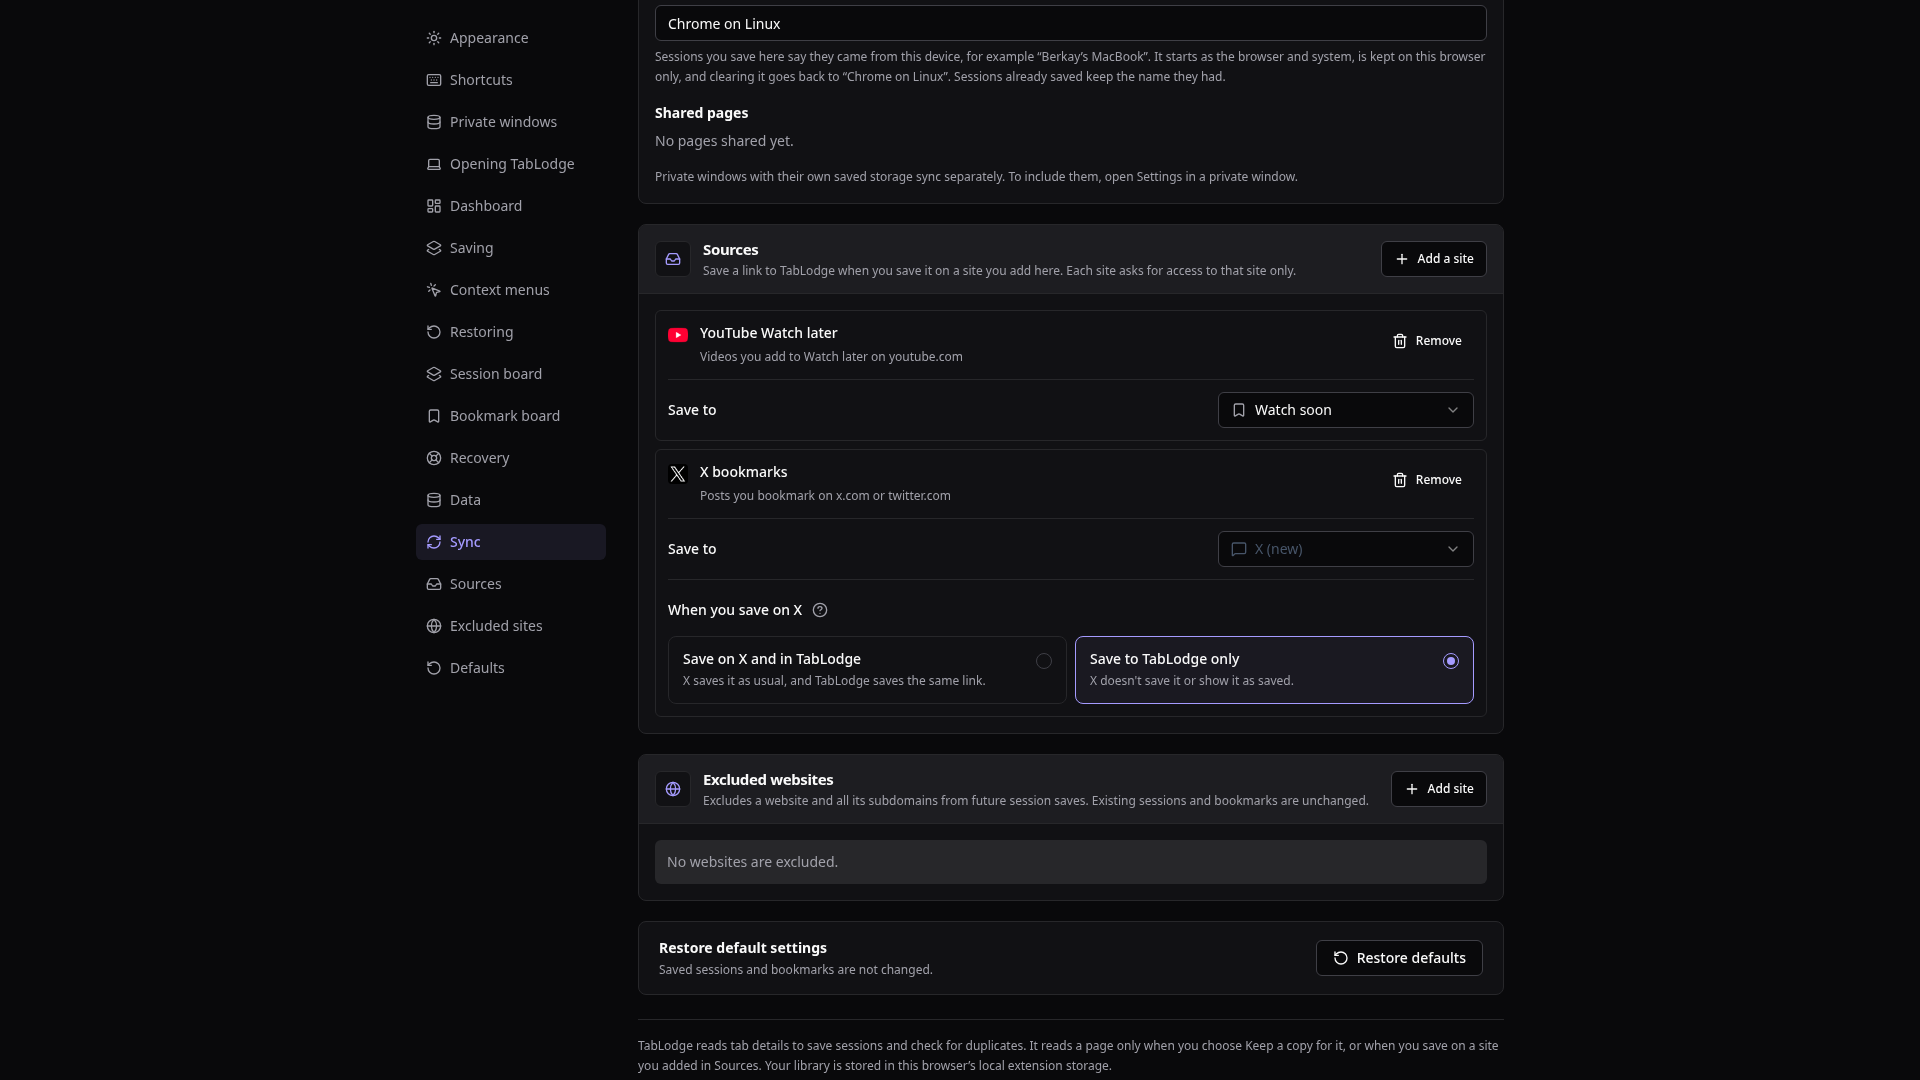 Appearance
Shortcuts
Private windows
Opening TabLodge
Dashboard
Saving
Context menus
Restoring
Session board
Bookmark board
Recovery
Data
Sync
Sources
Excluded sites
Defaults
Chrome on Linux
Sessions you save here say they came from this device, for example “Berkay’s MacBook”. It starts as the browser and system, is kept on this browser
only, and clearing it goes back to “Chrome on Linux”. Sessions already saved keep the name they had.
Shared pages
No pages shared yet.
Private windows with their own saved storage sync separately. To include them, open Settings in a private window.
Sources
Save a link to TabLodge when you save it on a site you add here. Each site asks for access to that site only.
Add a site
YouTube Watch later
Videos you add to Watch later on youtube.com
Remove
Save to
Watch soon
X bookmarks
Posts you bookmark on x.com or twitter.com
Remove
Save to
X (new)
When you save on X
Save on X and in TabLodge
X saves it as usual, and TabLodge saves the same link.
Save to TabLodge only
X doesn't save it or show it as saved.
Excluded websites
Excludes a website and all its subdomains from future session saves. Existing sessions and bookmarks are unchanged.
Add site
No websites are excluded.
Restore default settings
Saved sessions and bookmarks are not changed.
Restore defaults
TabLodge reads tab details to save sessions and check for duplicates. It reads a page only when you choose Keep a copy for it, or when you save on a site
you added in Sources. Your library is stored in this browser’s local extension storage.